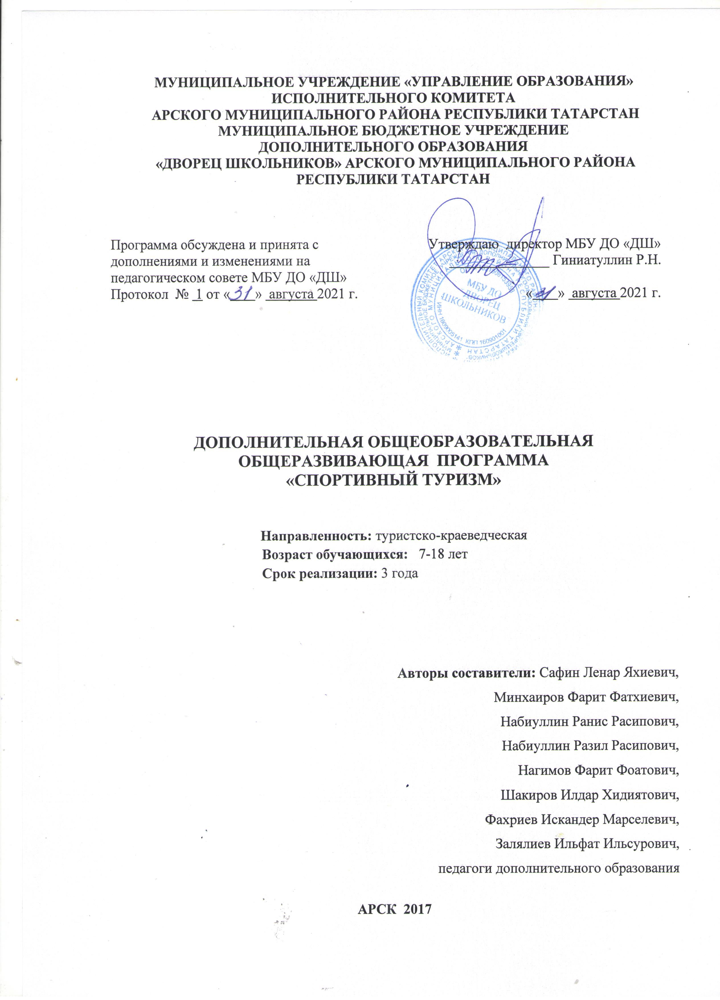 МУНИЦИПАЛЬНОЕ УЧРЕЖДЕНИЕ «УПРАВЛЕНИЕ ОБРАЗОВАНИЯ»
ИСПОЛНИТЕЛЬНОГО КОМИТЕТА
АРСКОГО МУНИЦИПАЛЬНОГО РАЙОНА РЕСПУБЛИКИ ТАТАРСТАН
МУНИЦИПАЛЬНОЕ БЮДЖЕТНОЕ УЧРЕЖДЕНИЕ
ДОПОЛНИТЕЛЬНОГО ОБРАЗОВАНИЯ
«ДВОРЕЦ ШКОЛЬНИКОВ» АРСКОГО МУНИЦИПАЛЬНОГО РАЙОНА
РЕСПУБЛИКИ ТАТАРСТАН
Программа обсуждена и принята с
дополнениями и изменениями на
педагогическом совете МБУ ДО «ДШ»
Протокол № 1 от «31» августа 2021 г.
Утверждаю директор МБУ ДО «ДШ»
Гиниатуллин Р.Н.
«31» августа 2021 г.
МБУ ДО
ДВОРЕЦ
ШКОЛЬНИКОВ
ИНН 1609005141 КПП 160901001
ДОПОЛНИТЕЛЬНАЯ ОБЩЕОБРАЗОВАТЕЛЬНАЯ
ОБЩЕРАЗВИВАЮЩАЯ ПРОГРАММА
«СПОРТИВНЫЙ ТУРИЗМ»
Направленность: туристско-краеведческая
Возраст обучающихся: 7-18 лет
Срок реализации: 3 года
Авторы составители: Сафин Ленар Яхиевич,
Минхаиров Фарит Фатхиевич,
Набиуллин Ранис Расипович,
Набиуллин Разил Расипович,
Нагимов Фарит Фоатович,
Шакиров Илдар Хидиятович,
Фахриев Искандер Марселевич,
Залялиев Ильфат Ильсурович,
педагоги дополнительного образования
АРСК 2017